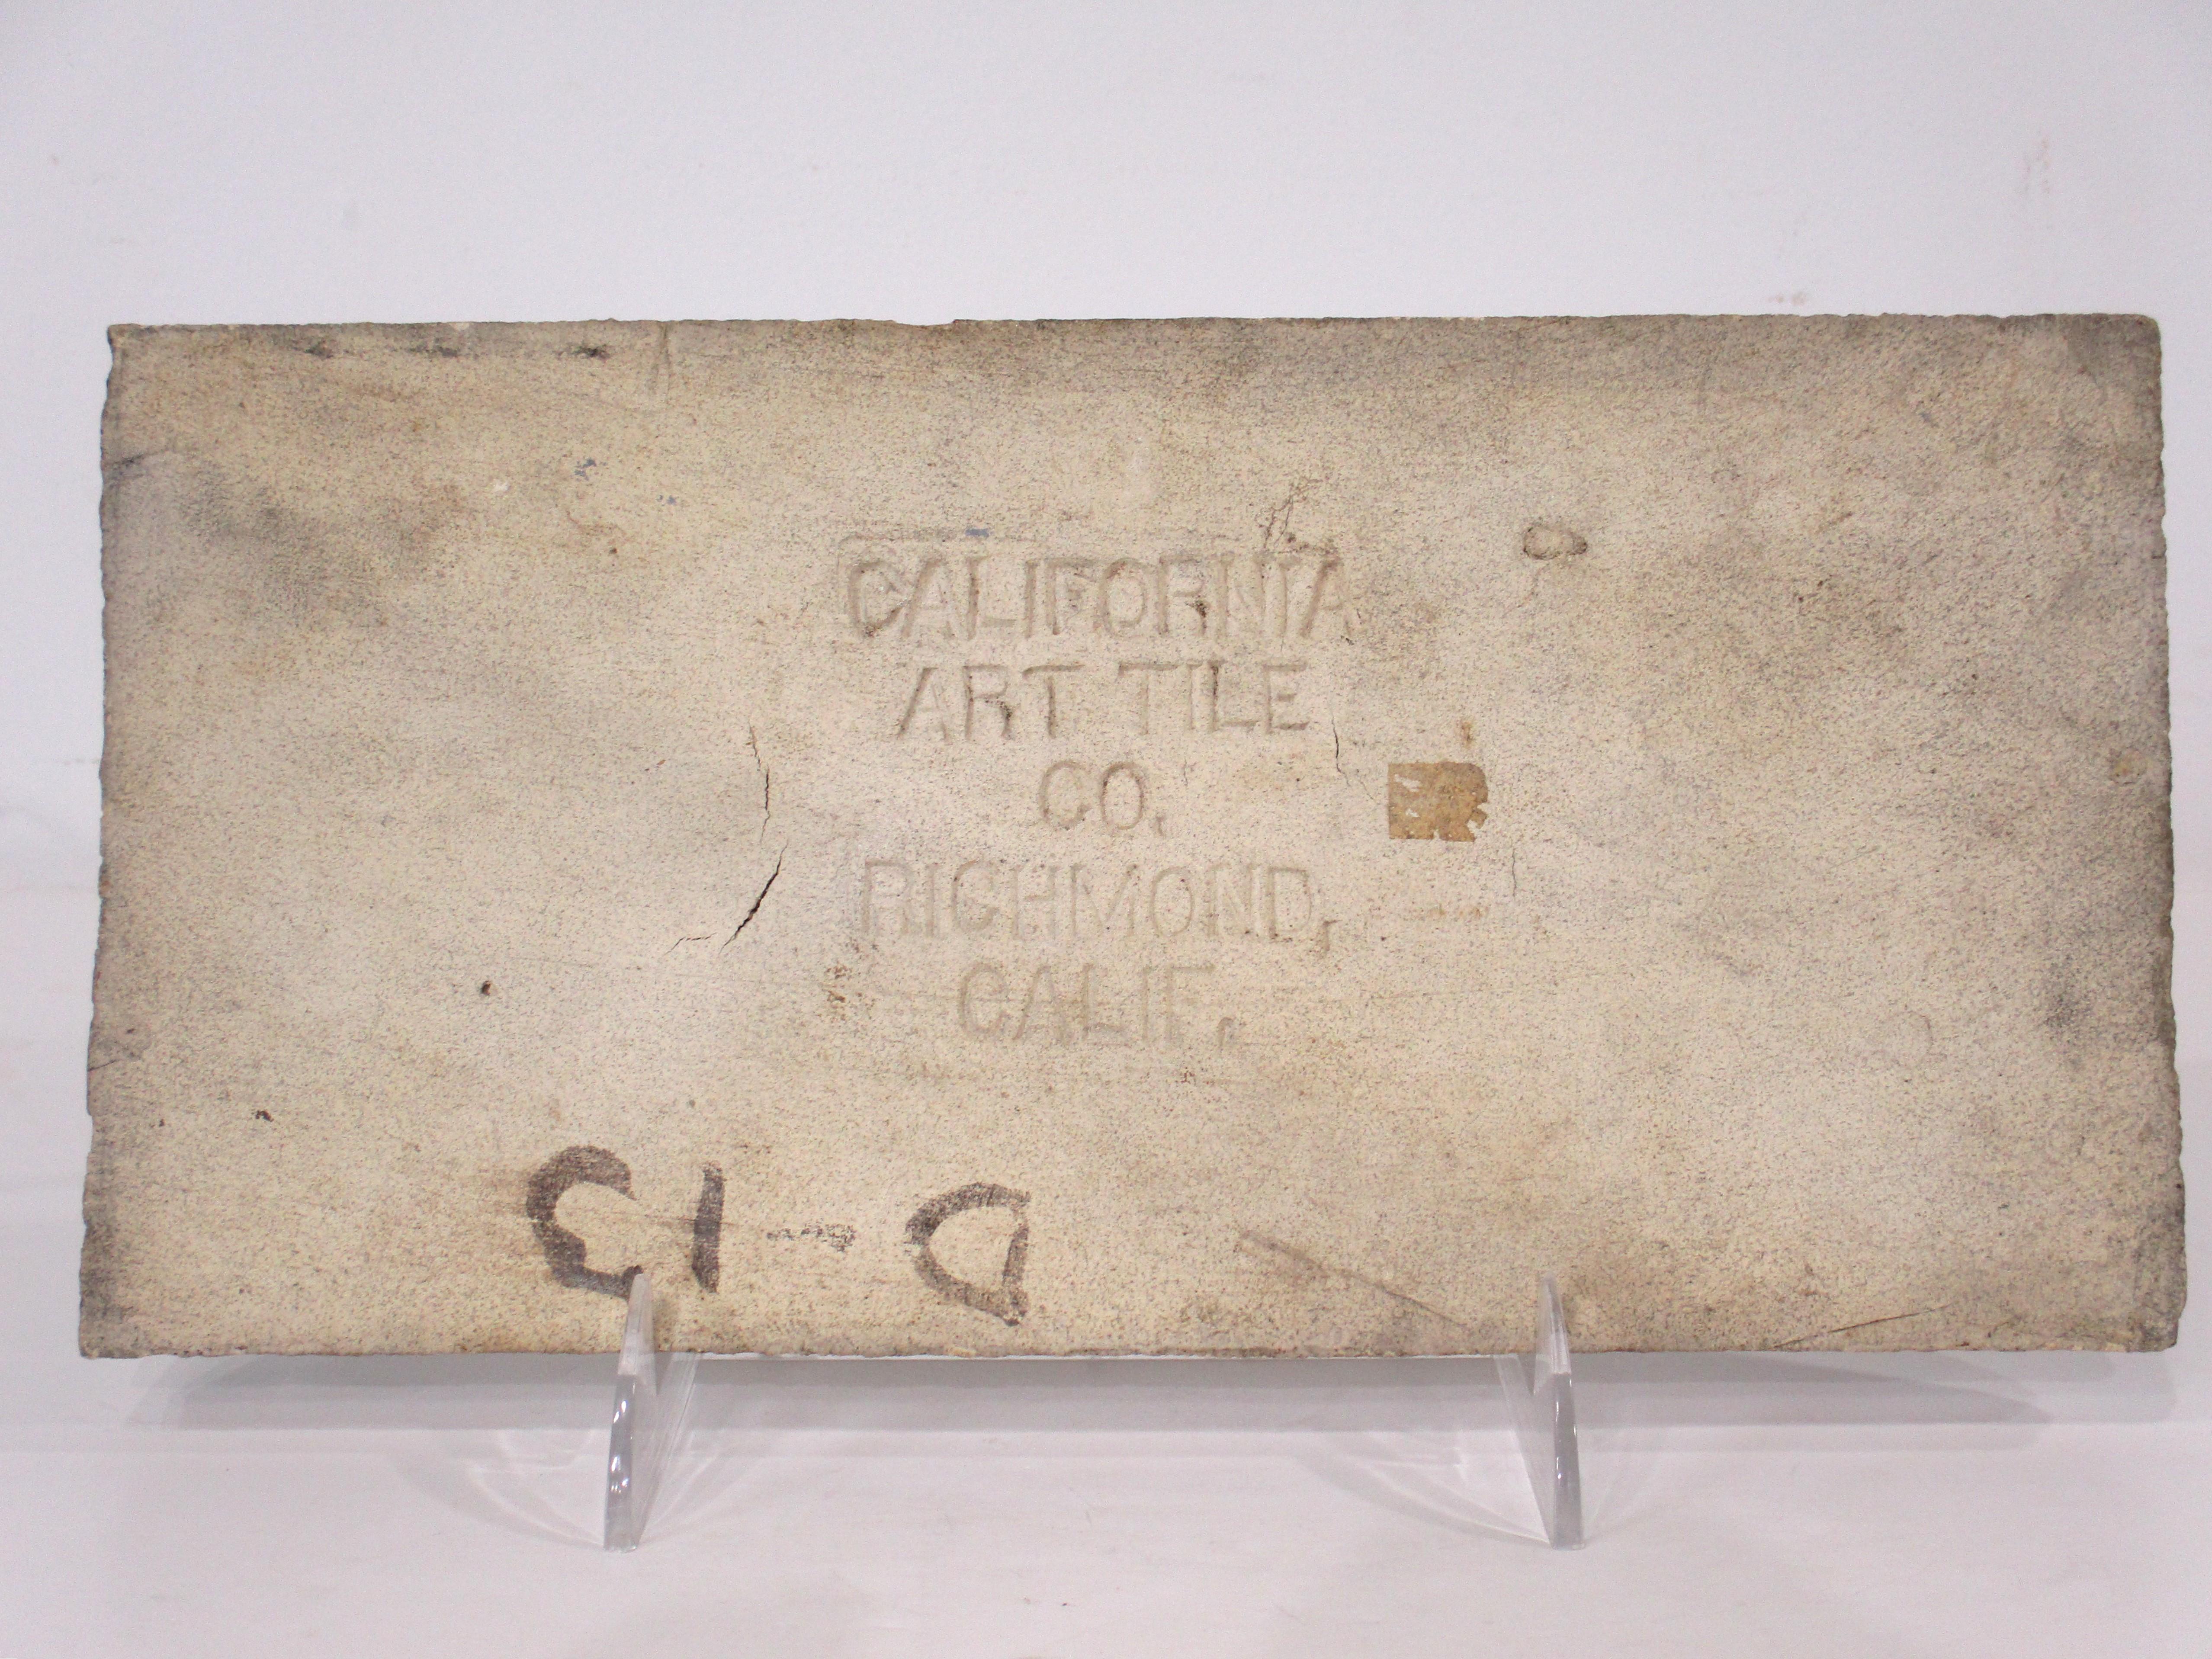 CALIFORNIA
ART TILE
CO.
RICHMOND,
CALIF.
D-13